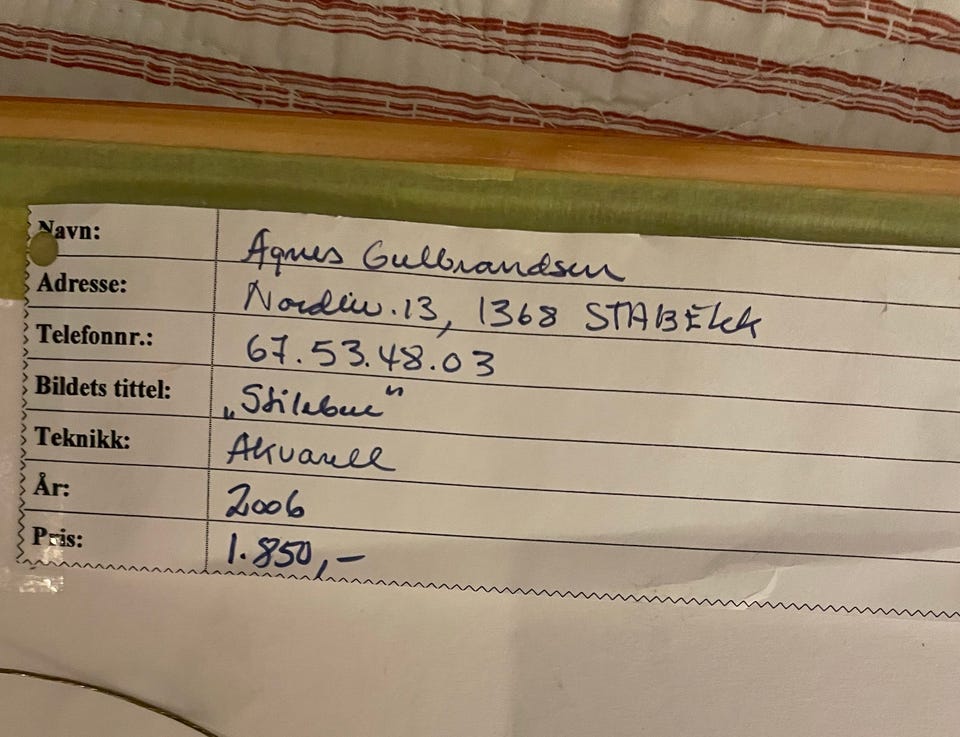 Navn: Agnes Gulbrandsen
Adresse: Nordliv. 13, 1368 STABEKK
Telefonnr.: 67.53.48.03
Bildets tittel:
Teknikk: Akvarell
År: 2006
Pris: 1.850,-